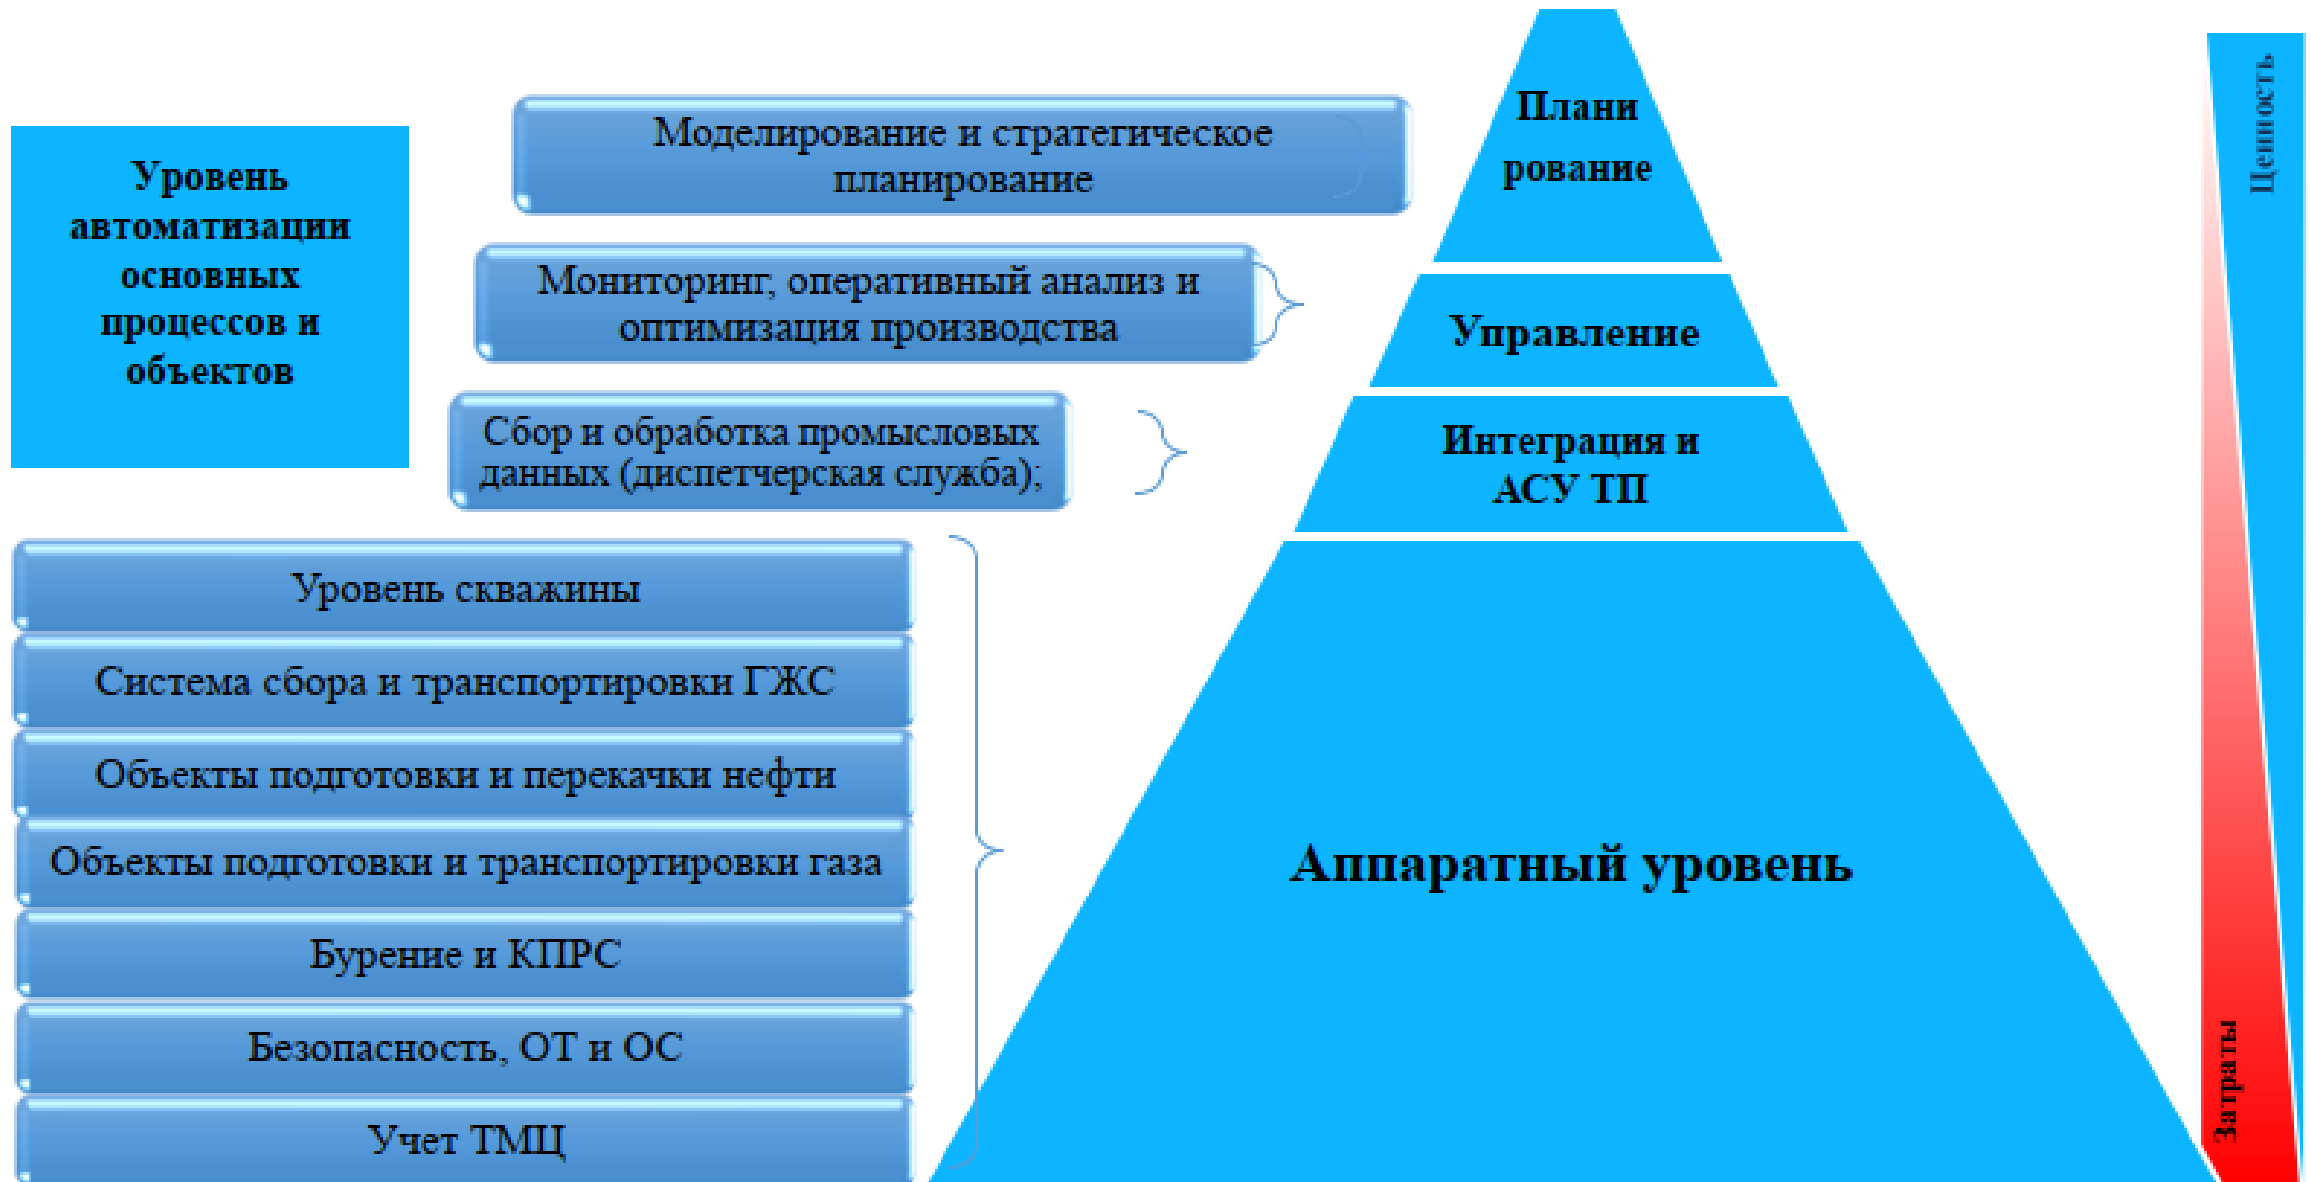 Уровень
автоматизации
основных
процессов и
объектов
Моделирование и стратегическое
планирование
Мониторинг, оперативный анализ и
оптимизация производства
Сбор и обработка промысловых
данных (диспетчерская служба);
Уровень скважины
Система сбора и транспортировки ГЖС
Объекты подготовки и перекачки нефти
Объекты подготовки и транспортировки газа
Бурение и КПРС
Безопасность, ОТ и ОС
Учет ТМЦ
Плани
рование
Управление
Интеграция и
АСУ ТП
Аппаратный уровень
Ценность
Затраты